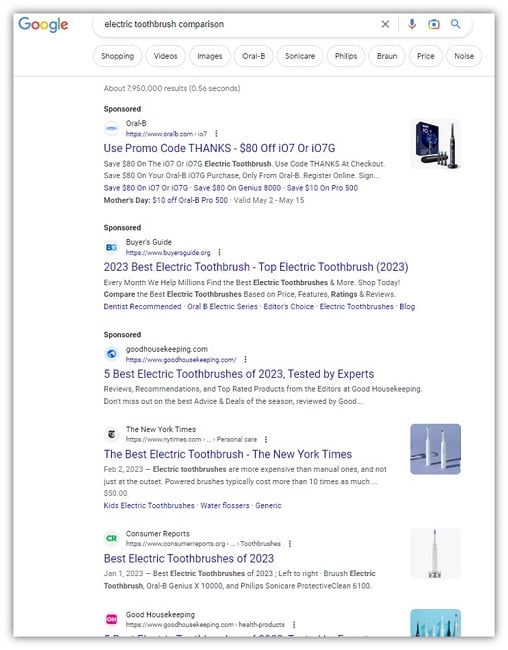 Google
electric toothbrush comparison
Shopping Videos Images Oral-B Sonicare Philips Braun Price Noise
About 7,950,000 results (0.56 seconds)
Sponsored
Oral-B
https://www.oralb.com › io7
Use Promo Code THANKS - $80 Off iO7 Or iO7G
Save $80 On The iO7 Or iO7G Electric Toothbrush. Use Code THANKS At Checkout.
Save $80 On Your Oral-B iO7G Purchase, Only From Oral-B. Register Online. Sign...
Save $80 On iO7 Or iO7G · Save $80 On Genius 8000 · Save $10 On Pro 500
Mother's Day: $10 off Oral-B Pro 500 · Valid May 2 - May 15
Sponsored
BG
Buyer's Guide
https://www.buyersguide.org
2023 Best Electric Toothbrush - Top Electric Toothbrush (2023)
Every Month We Help Millions Find the Best Electric Toothbrushes & More. Shop Today!
Compare the Best Electric Toothbrushes Based on Price, Features, Ratings & Reviews.
Dentist Recommended · Oral B Electric Series · Editor's Choice · Electric Toothbrushes · Blog
Sponsored
goodhousekeeping.com
https://www.goodhousekeeping.com/
5 Best Electric Toothbrushes of 2023, Tested by Experts
Reviews, Recommendations, and Top Rated Products from the Editors at Good Housekeeping.
Don't miss out on the best Advice & Deals of the season, reviewed by Good...
The New York Times
https://www.nytimes.com › ... › Personal care
The Best Electric Toothbrush - The New York Times
Feb 2, 2023 — Electric toothbrushes are more expensive than manual ones, and not
just at the outset. Powered brushes typically cost more than 10 times as much ...
$50.00
Kids Electric Toothbrushes · Water flossers · Generic
CR
Consumer Reports
https://www.consumerreports.org › ... › Toothbrushes
Best Electric Toothbrushes of 2023
Jan 1, 2023 — Best Electric Toothbrushes of 2023 ; Left to right · Bruush Electric
Toothbrush, Oral-B Genius X 10000, and Philips Sonicare ProtectiveClean 6100.
GH
Good Housekeeping
https://www.goodhousekeeping.com › health-products